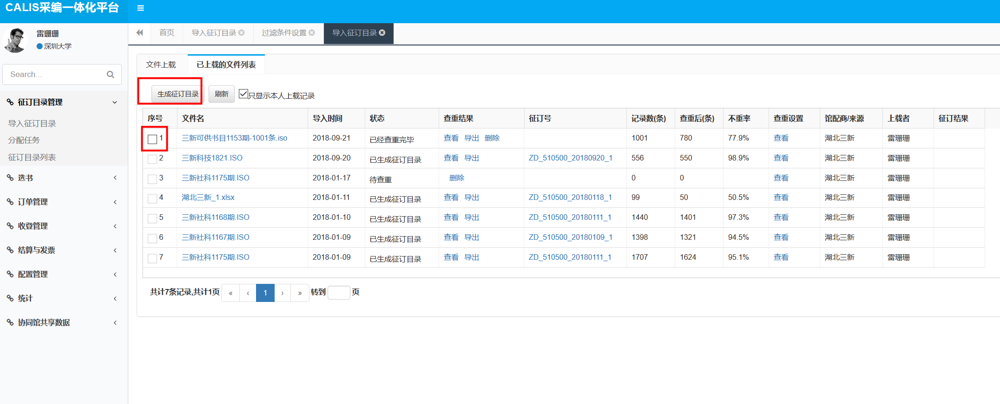 CALIS采编一体化平台
雷珊珊
深圳大学
Search...
征订目录管理
导入征订目录
分配任务
征订目录列表
选书
订单管理
收登管理
结算与发票
配置管理
统计
协同馆共享数据
首页 导入征订目录 过滤条件设置 导入征订目录
文件上载 已上载的文件列表
生成征订目录 刷新 只显示本人上载记录
序号 文件名 导入时间 状态 查重结果 征订号 记录数(条) 查重后(条) 不重率 查重设置 馆配商/来源 上载者 征订结果
1 三新可供书目1153期-1001条.iso 2018-09-21 已经查重完毕 查看 导出 删除 1001 780 77.9% 查看 湖北三新 雷珊珊
2 三新科技1821.ISO 2018-09-20 已生成征订目录 查看 导出 ZD_510500_20180920_1 556 550 98.9% 查看 湖北三新 雷珊珊
3 三新社科1175期.ISO 2018-01-17 待查重 删除 0 0 查看 湖北三新 雷珊珊
4 湖北三新_1.xlsx 2018-01-11 已生成征订目录 查看 导出 ZD_510500_20180118_1 99 50 50.5% 查看 湖北三新 雷珊珊
5 三新社科1168期.ISO 2018-01-10 已生成征订目录 查看 导出 ZD_510500_20180111_1 1440 1401 97.3% 查看 湖北三新 雷珊珊
6 三新社科1167期.ISO 2018-01-09 已生成征订目录 查看 导出 ZD_510500_20180109_1 1398 1321 94.5% 查看 湖北三新 雷珊珊
7 三新社科1175期.ISO 2018-01-09 已生成征订目录 查看 导出 ZD_510500_20180111_1 1707 1624 95.1% 查看 湖北三新 雷珊珊
共计7条记录,共计1页 « ‹ 1 › » 转到 页